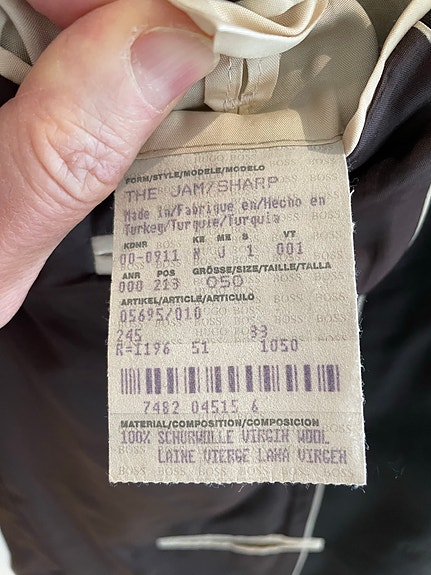 FORM/STYLE/MODELE/MODELO
THE JAM/SHARP
Made in/Fabrique en/Hecho en
Turkey/Turquie/Turquia
KDNR KE ME S VT
00-0911 N J 1 001
ANR POS GRÖSSE/SIZE/TAILLE/TALLA
000 213 050
ARTIKEL/ARTICLE/ARTICULO
05695/010
245 33
R-1196 51 1050
7482 04515 6
MATERIAL/COMPOSITION/COMPOSICION
100% SCHURWOLLE VIRGIN WOOL
LAINE VIERGE LANA VIRGEN